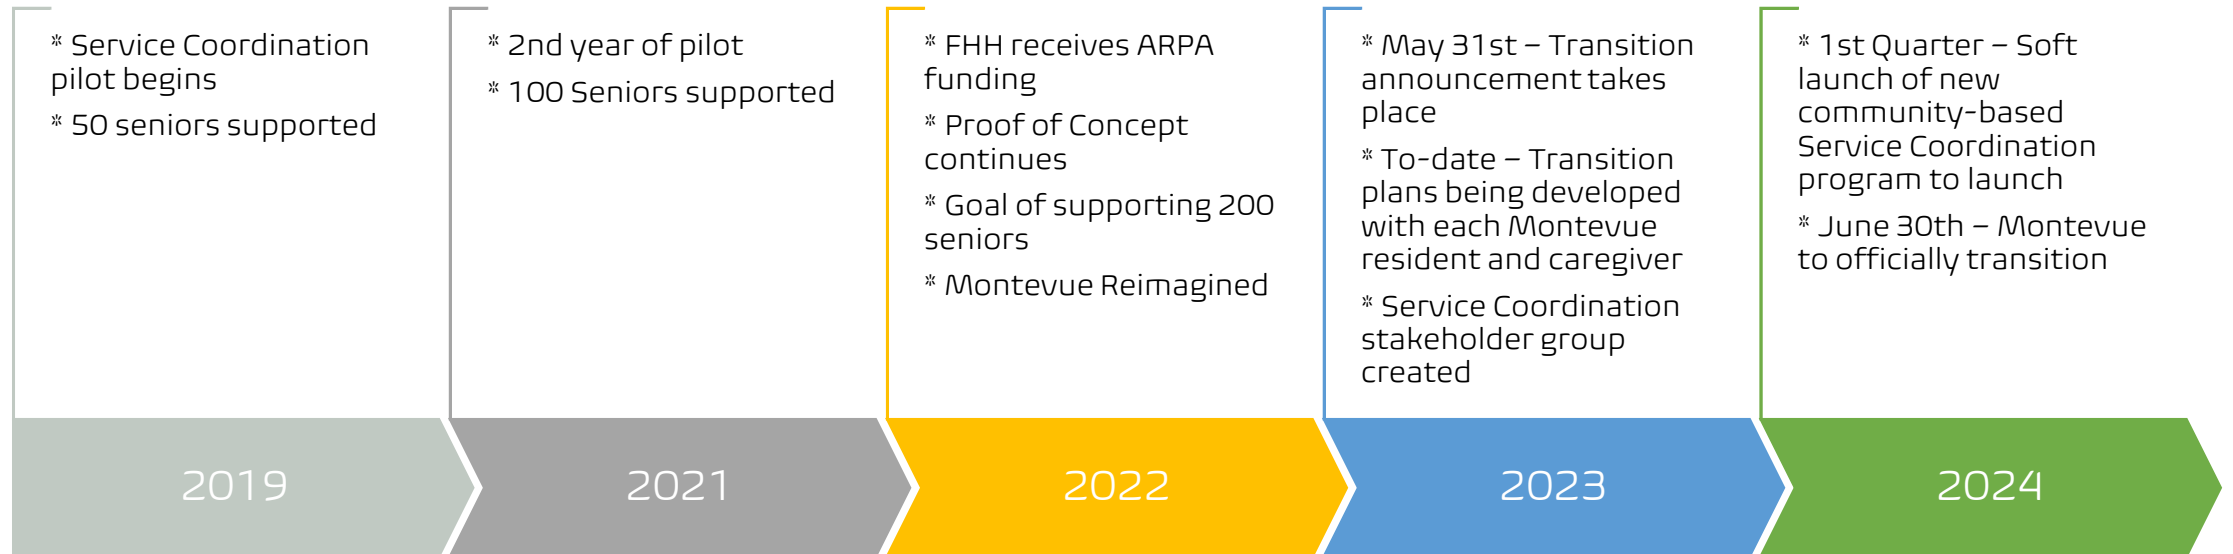 * Service Coordination
pilot begins
* 50 seniors supported
* 2nd year of pilot
* 100 Seniors supported
* FHH receives ARPA
funding
* Proof of Concept
continues
* Goal of supporting 200
seniors
* Montevue Reimagined
* May 31st – Transition
announcement takes
place
* To-date – Transition
plans being developed
with each Montevue
resident and caregiver
* Service Coordination
stakeholder group
created
* 1st Quarter – Soft
launch of new
community-based
Service Coordination
program to launch
* June 30th – Montevue
to officially transition
2019
2021
2022
2023
2024